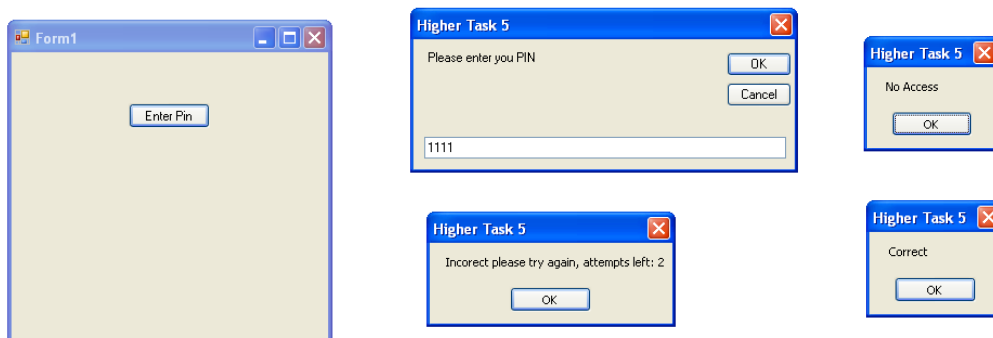 Form1
Enter Pin
Higher Task 5
Please enter you PIN
OK
Cancel
1111
Higher Task 5
No Access
OK
Higher Task 5
Incorect please try again, attempts left: 2
OK
Higher Task 5
Correct
OK